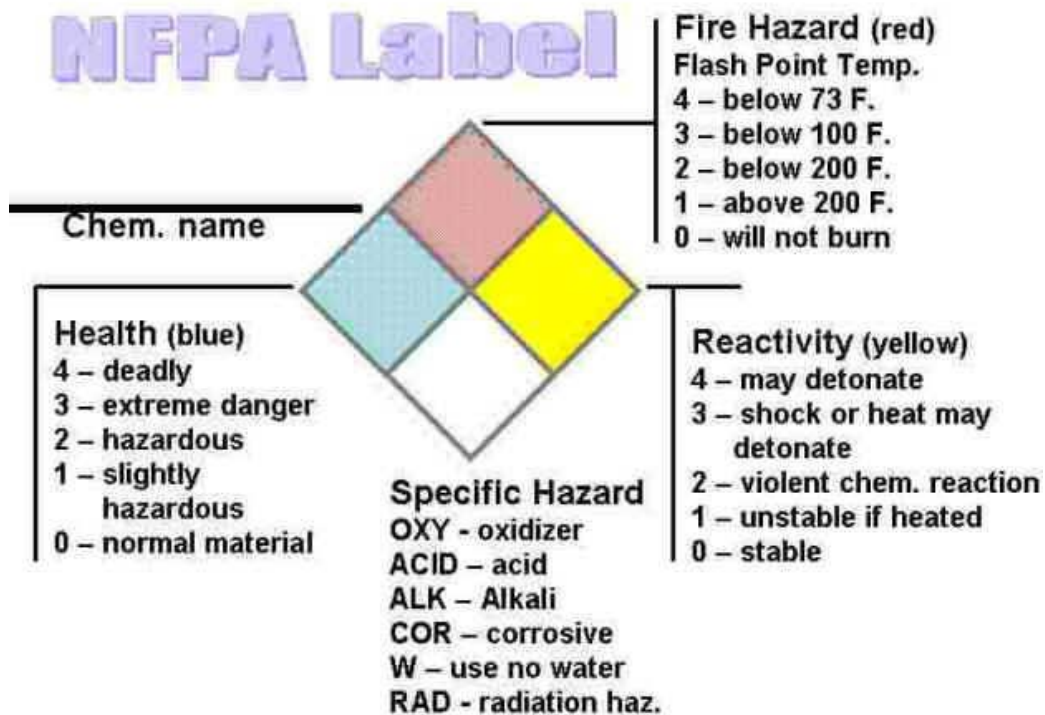 NFPA Label
Fire Hazard (red)
Flash Point Temp.
4 – below 73 F.
3 – below 100 F.
2 – below 200 F.
1 – above 200 F.
0 – will not burn
Chem. name
Health (blue)
4 – deadly
3 – extreme danger
2 – hazardous
1 – slightly
hazardous
0 – normal material
Reactivity (yellow)
4 – may detonate
3 – shock or heat may
detonate
2 – violent chem. reaction
1 – unstable if heated
0 – stable
Specific Hazard
OXY - oxidizer
ACID – acid
ALK – Alkali
COR – corrosive
W – use no water
RAD - radiation haz.